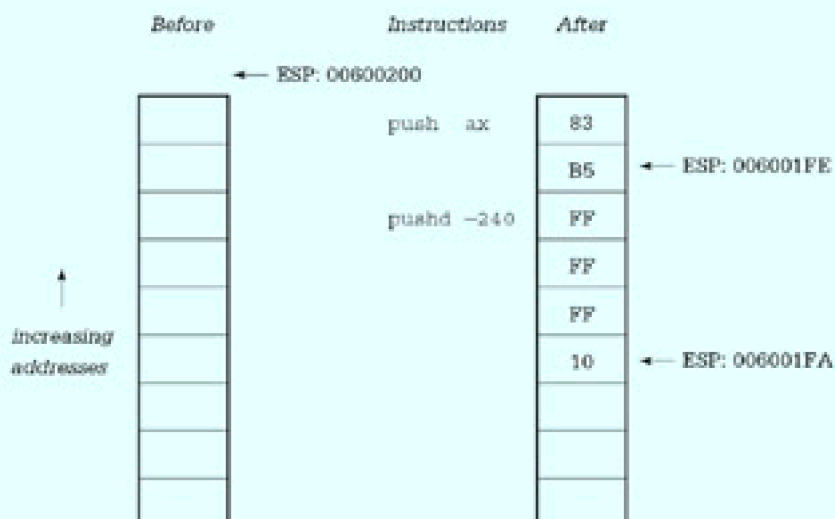 Before Instructions After
ESP: 00600200
push ax 83
B5 ESP: 006001FE
pushd −240 FF
FF
FF
increasing
addresses
10 ESP: 006001FA